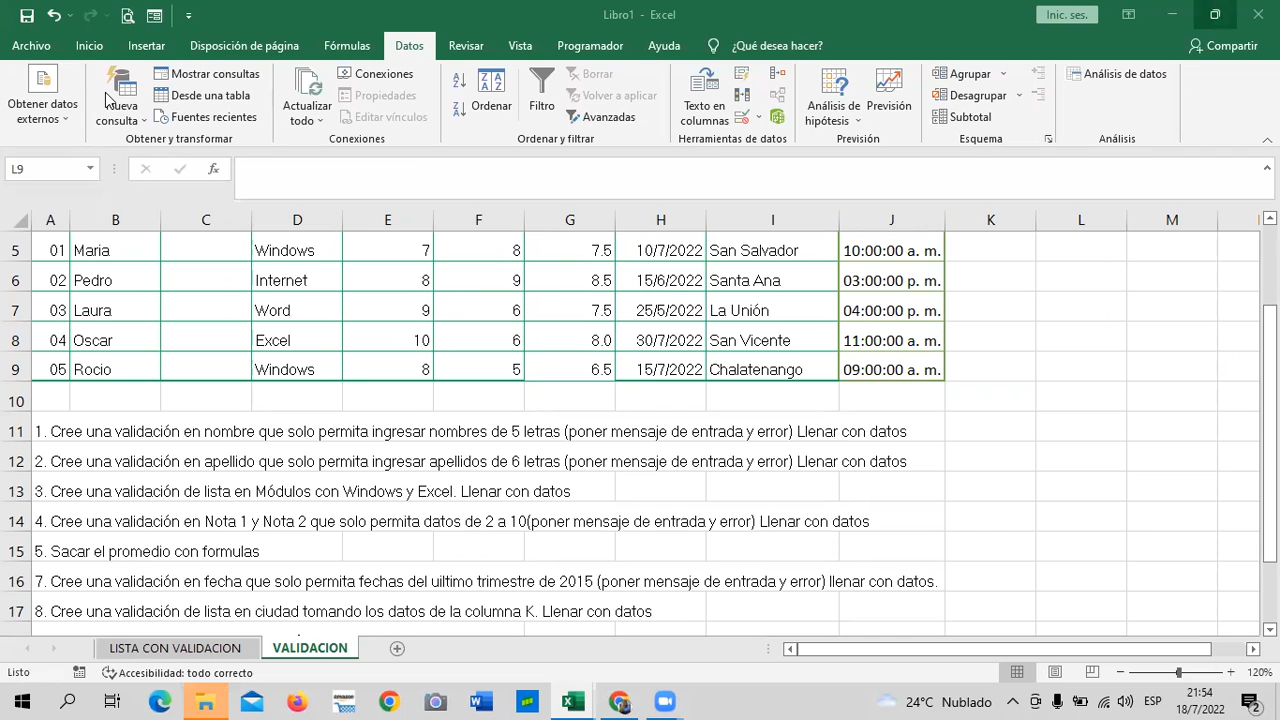 Libro1 - Excel
Inic. ses.
Archivo Inicio Insertar Disposición de página Fórmulas Datos Revisar Vista Programador Ayuda ¿Qué desea hacer? Compartir
Obtener datos externos
Nueva consulta
Mostrar consultas
Desde una tabla
Fuentes recientes
Obtener y transformar
Actualizar todo
Conexiones
Propiedades
Editar vínculos
Conexiones
Ordenar
Filtro
Borrar
Volver a aplicar
Avanzadas
Ordenar y filtrar
Texto en columnas
Herramientas de datos
Análisis de hipótesis
Previsión
Previsión
Agrupar
Desagrupar
Subtotal
Esquema
Análisis de datos
Análisis
L9 fx
A B C D E F G H I J K L M
5 01 Maria Windows 7 8 7.5 10/7/2022 San Salvador 10:00:00 a. m.
6 02 Pedro Internet 8 9 8.5 15/6/2022 Santa Ana 03:00:00 p. m.
7 03 Laura Word 9 6 7.5 25/5/2022 La Unión 04:00:00 p. m.
8 04 Oscar Excel 10 6 8.0 30/7/2022 San Vicente 11:00:00 a. m.
9 05 Rocio Windows 8 5 6.5 15/7/2022 Chalatenango 09:00:00 a. m.
10
11 1. Cree una validación en nombre que solo permita ingresar nombres de 5 letras (poner mensaje de entrada y error) Llenar con datos
12 2. Cree una validación en apellido que solo permita ingresar apellidos de 6 letras (poner mensaje de entrada y error) Llenar con datos
13 3. Cree una validación de lista en Módulos con Windows y Excel. Llenar con datos
14 4. Cree una validación en Nota 1 y Nota 2 que solo permita datos de 2 a 10(poner mensaje de entrada y error) Llenar con datos
15 5. Sacar el promedio con formulas
16 7. Cree una validación en fecha que solo permita fechas del uiltimo trimestre de 2015 (poner mensaje de entrada y error) llenar con datos.
17 8. Cree una validación de lista en ciudad tomando los datos de la columna K. Llenar con datos
LISTA CON VALIDACION VALIDACION
Listo Accesibilidad: todo correcto 120%
24°C Nublado ESP 21:54
18/7/2022